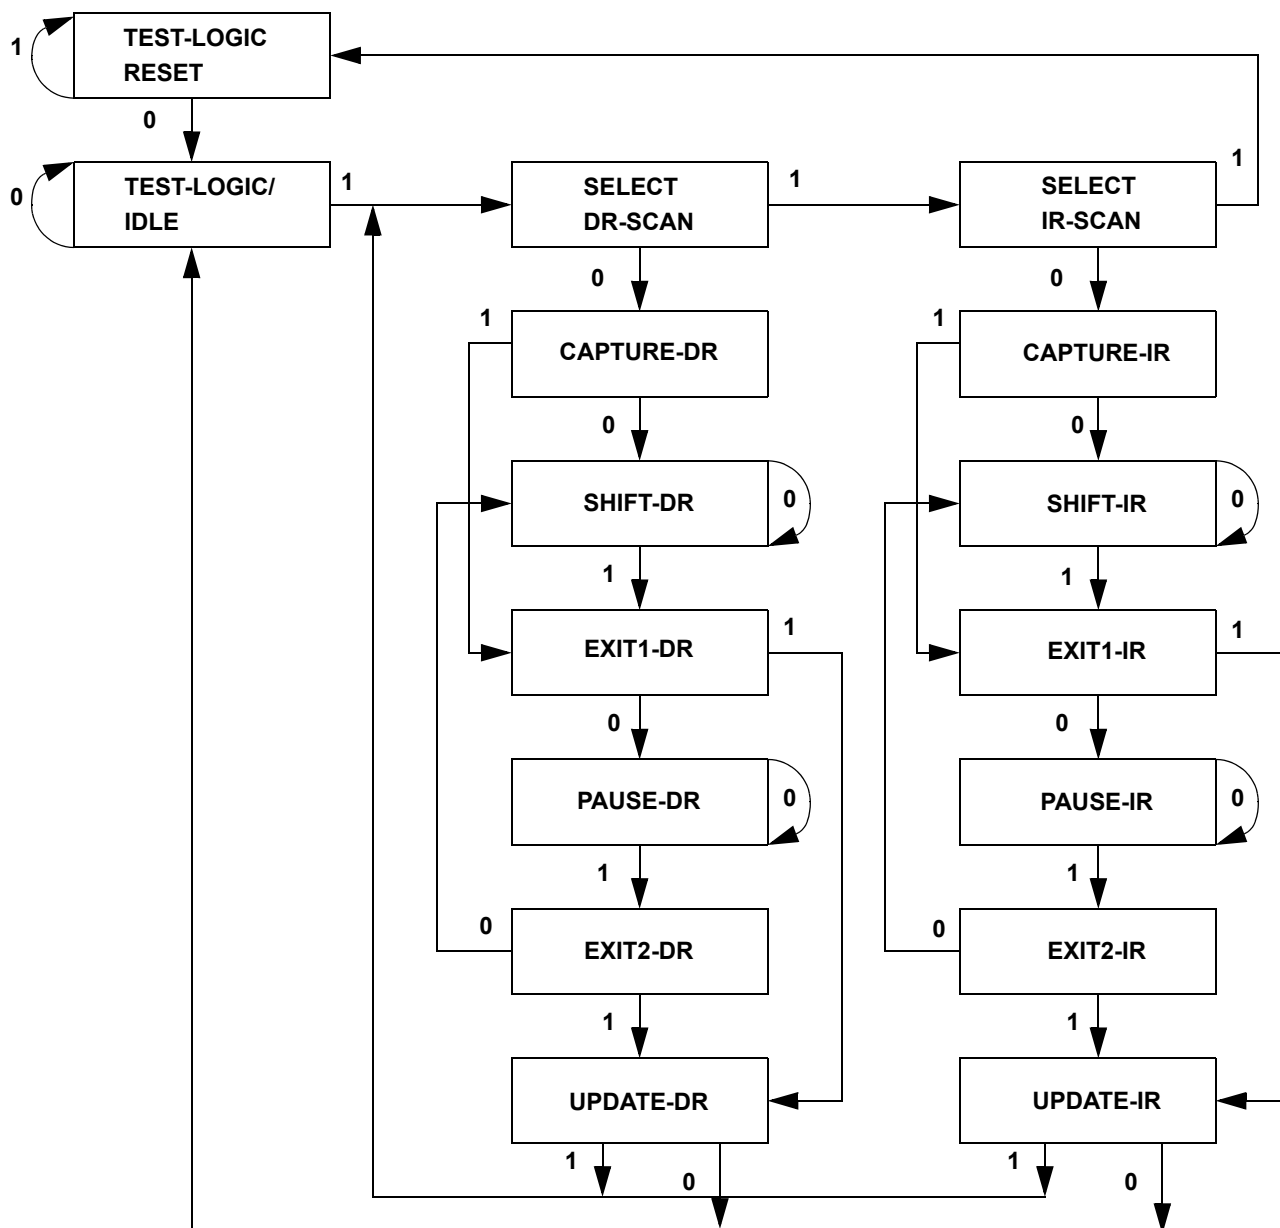 1
TEST-LOGIC
RESET
0
0
TEST-LOGIC/
IDLE
1
SELECT
DR-SCAN
1
SELECT
IR-SCAN
1
0
0
1
CAPTURE-DR
1
CAPTURE-IR
0
0
SHIFT-DR
0
SHIFT-IR
0
1
1
EXIT1-DR
1
EXIT1-IR
1
0
0
PAUSE-DR
0
PAUSE-IR
0
1
1
0
EXIT2-DR
0
EXIT2-IR
1
1
UPDATE-DR
UPDATE-IR
1
0
1
0